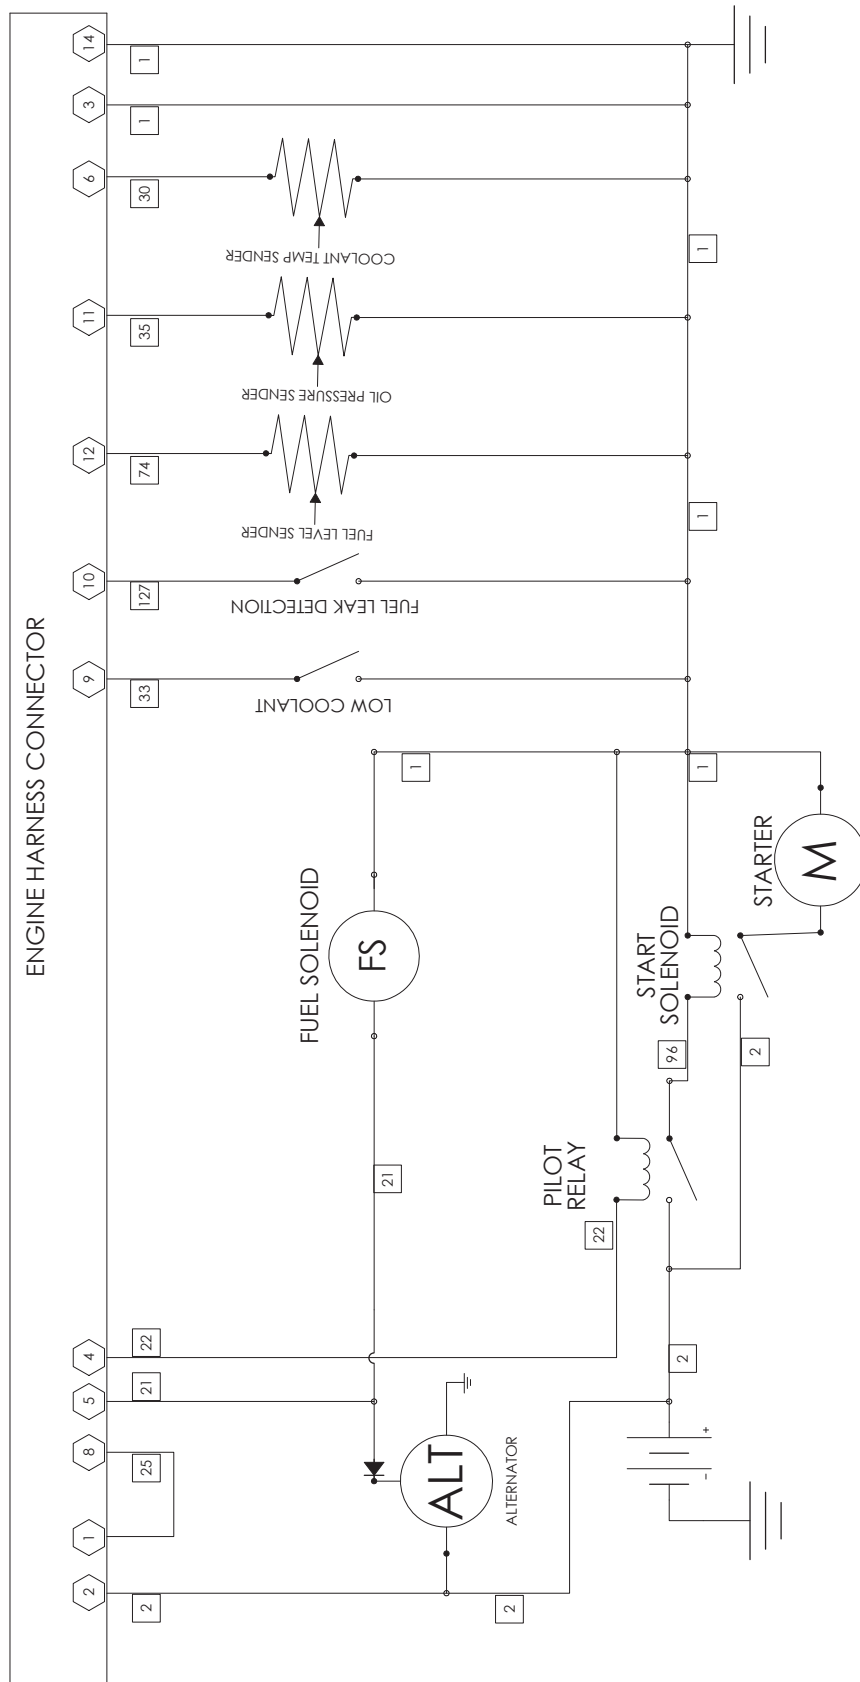 ENGINE HARNESS CONNECTOR
2 1 8 5 4 9 10 12 11 6 3 14
2 25 21 22 33 127 74 35 30 1 1
LOW COOLANT
FUEL LEAK DETECTION
FUEL LEVEL SENDER
OIL PRESSURE SENDER
COOLANT TEMP SENDER
FUEL SOLENOID
FS
21
1
ALT
ALTERNATOR
2
PILOT
RELAY
22
START
SOLENOID
96
2
2
1
1
1
STARTER
M
+
-